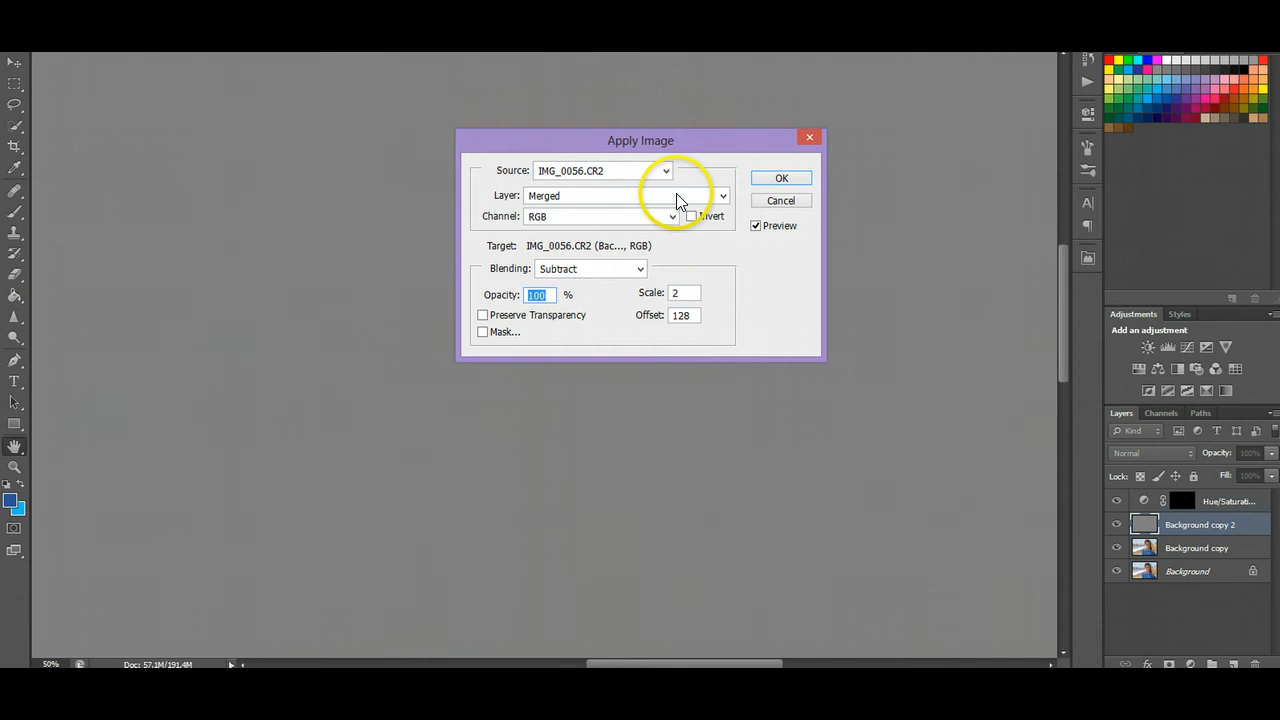 Apply Image
Source: IMG_0056.CR2
OK
Layer: Merged
Cancel
Channel: RGB
Invert
Preview
Target: IMG_0056.CR2 (Bac..., RGB)
Blending: Subtract
Opacity: 100 %
Scale: 2
Preserve Transparency
Offset: 128
Mask...
Adjustments Styles
Add an adjustment
Layers Channels Paths
Kind
Normal Opacity: 100%
Lock: Fill: 100%
Hue/Saturati...
Background copy 2
Background copy
Background
50% Doc: 57.1M/191.4M